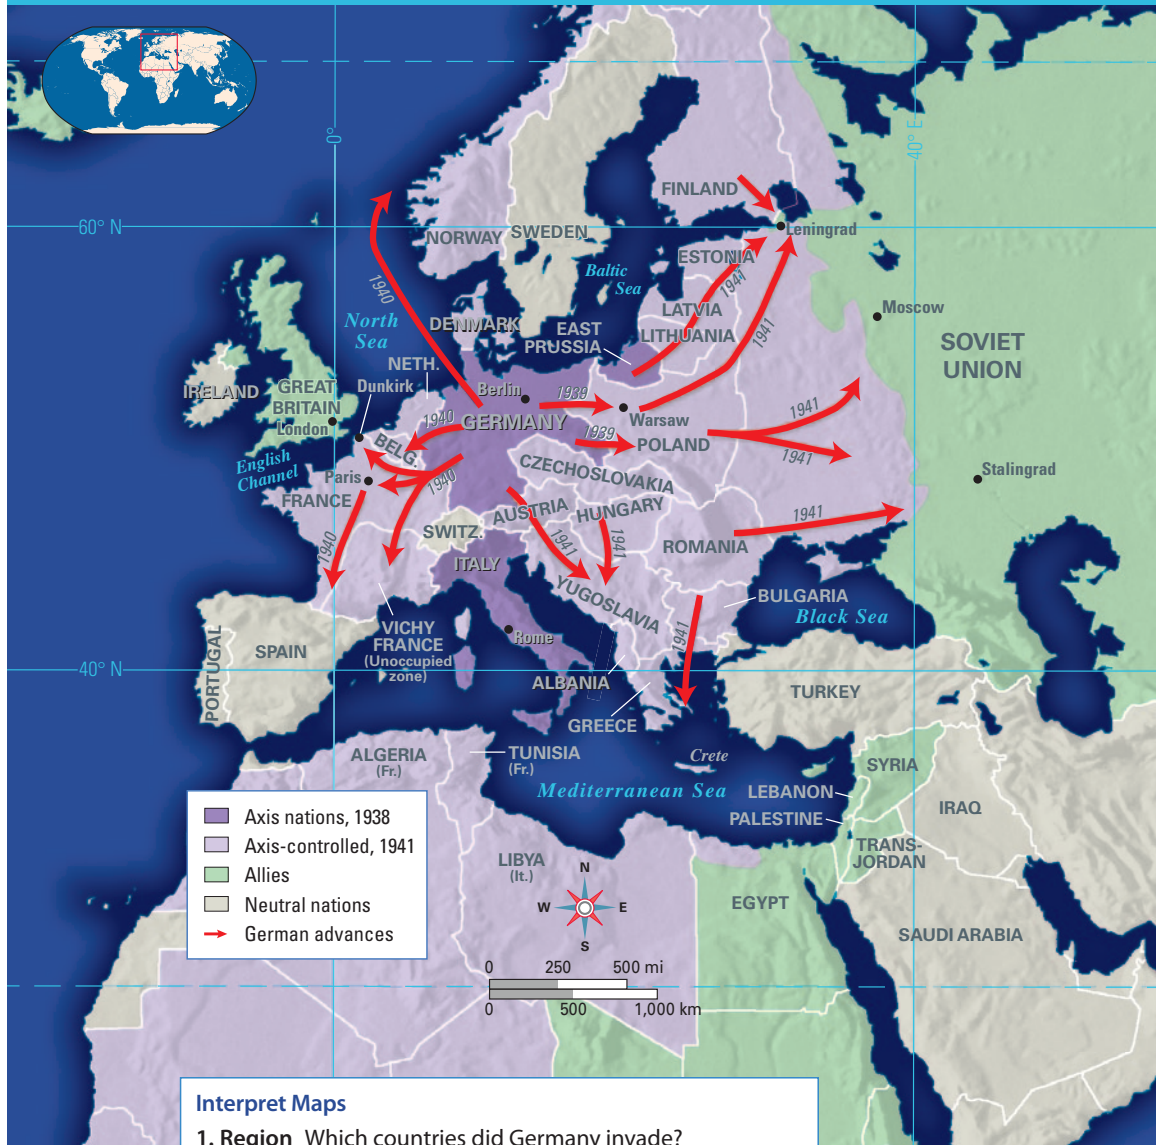 0°
40° E
60° N
FINLAND
Leningrad
NORWAY
SWEDEN
ESTONIA
1941
1940
Baltic
Sea
LATVIA
LITHUANIA
1941
Moscow
North
Sea
DENMARK
EAST
PRUSSIA
SOVIET
UNION
NETH.
Dunkirk
IRELAND
GREAT
BRITAIN
London
Berlin
1939
Warsaw
GERMANY
1940
1939
POLAND
1941
1941
BELG.
English
Channel
Paris
1940
FRANCE
CZECHOSLOVAKIA
Stalingrad
AUSTRIA
HUNGARY
SWITZ.
1941
1941
ROMANIA
1941
1940
ITALY
YUGOSLAVIA
BULGARIA
Black Sea
1941
PORTUGAL
SPAIN
VICHY
FRANCE
(Unoccupied
zone)
Rome
40° N
ALBANIA
TURKEY
GREECE
ALGERIA
(Fr.)
TUNISIA
(Fr.)
Crete
Mediterranean Sea
SYRIA
LEBANON
IRAQ
PALESTINE
TRANS-
JORDAN
LIBYA
(It.)
EGYPT
SAUDI ARABIA
Axis nations, 1938
Axis-controlled, 1941
Allies
Neutral nations
German advances
N
W E
S
0 250 500 mi
0 500 1,000 km
Interpret Maps
1. Region Which countries did Germany invade?